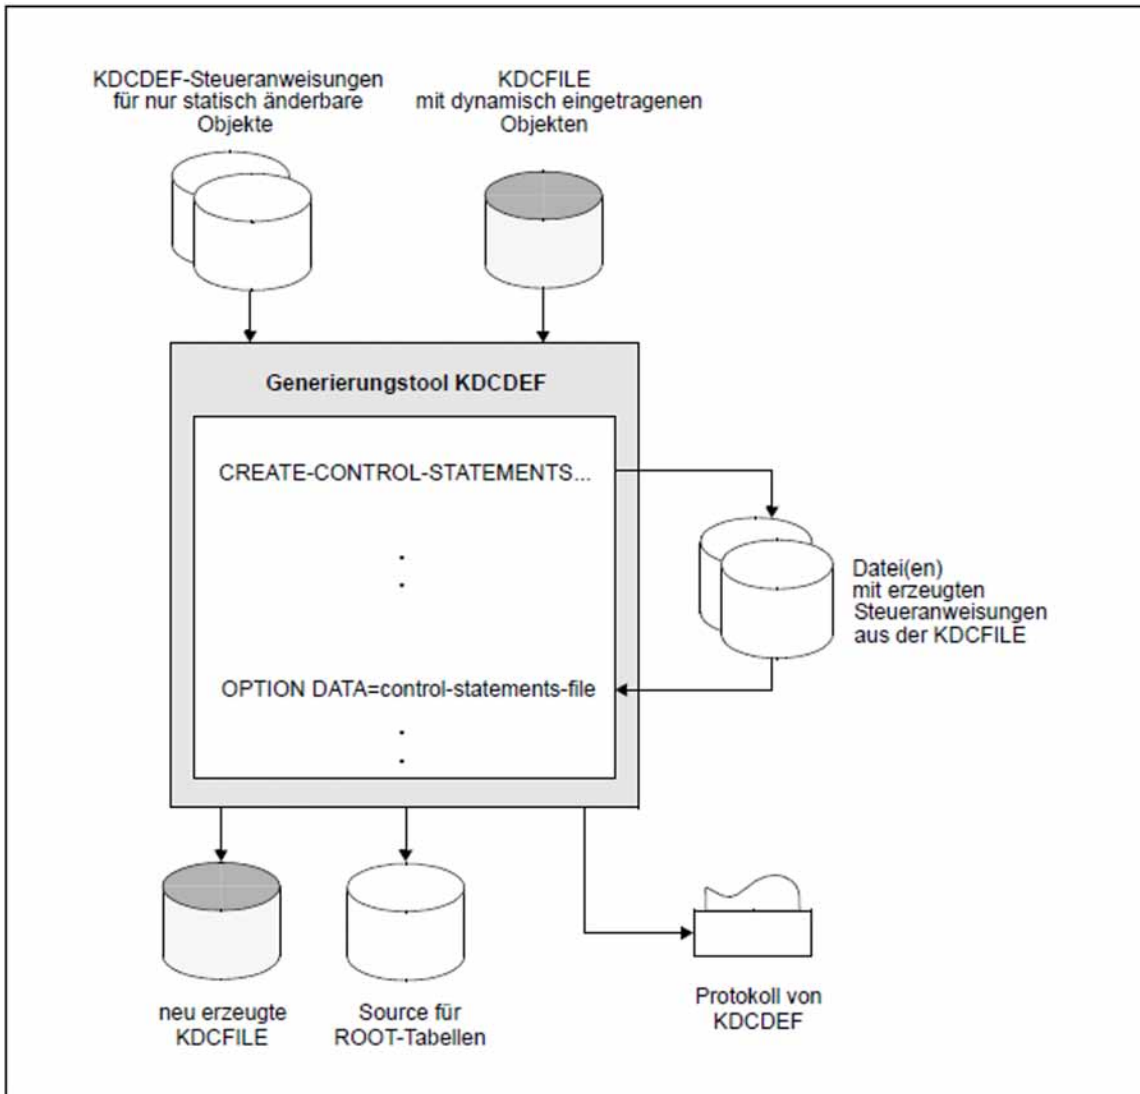 KDCDEF-Steueranweisungen
für nur statisch änderbare
Objekte
KDCFILE
mit dynamisch eingetragenen
Objekten
Generierungstool KDCDEF
CREATE-CONTROL-STATEMENTS...
.
.
Datei(en)
mit erzeugten
Steueranweisungen
aus der KDCFILE
OPTION DATA=control-statements-file
.
.
neu erzeugte
KDCFILE
Source für
ROOT-Tabellen
Protokoll von
KDCDEF